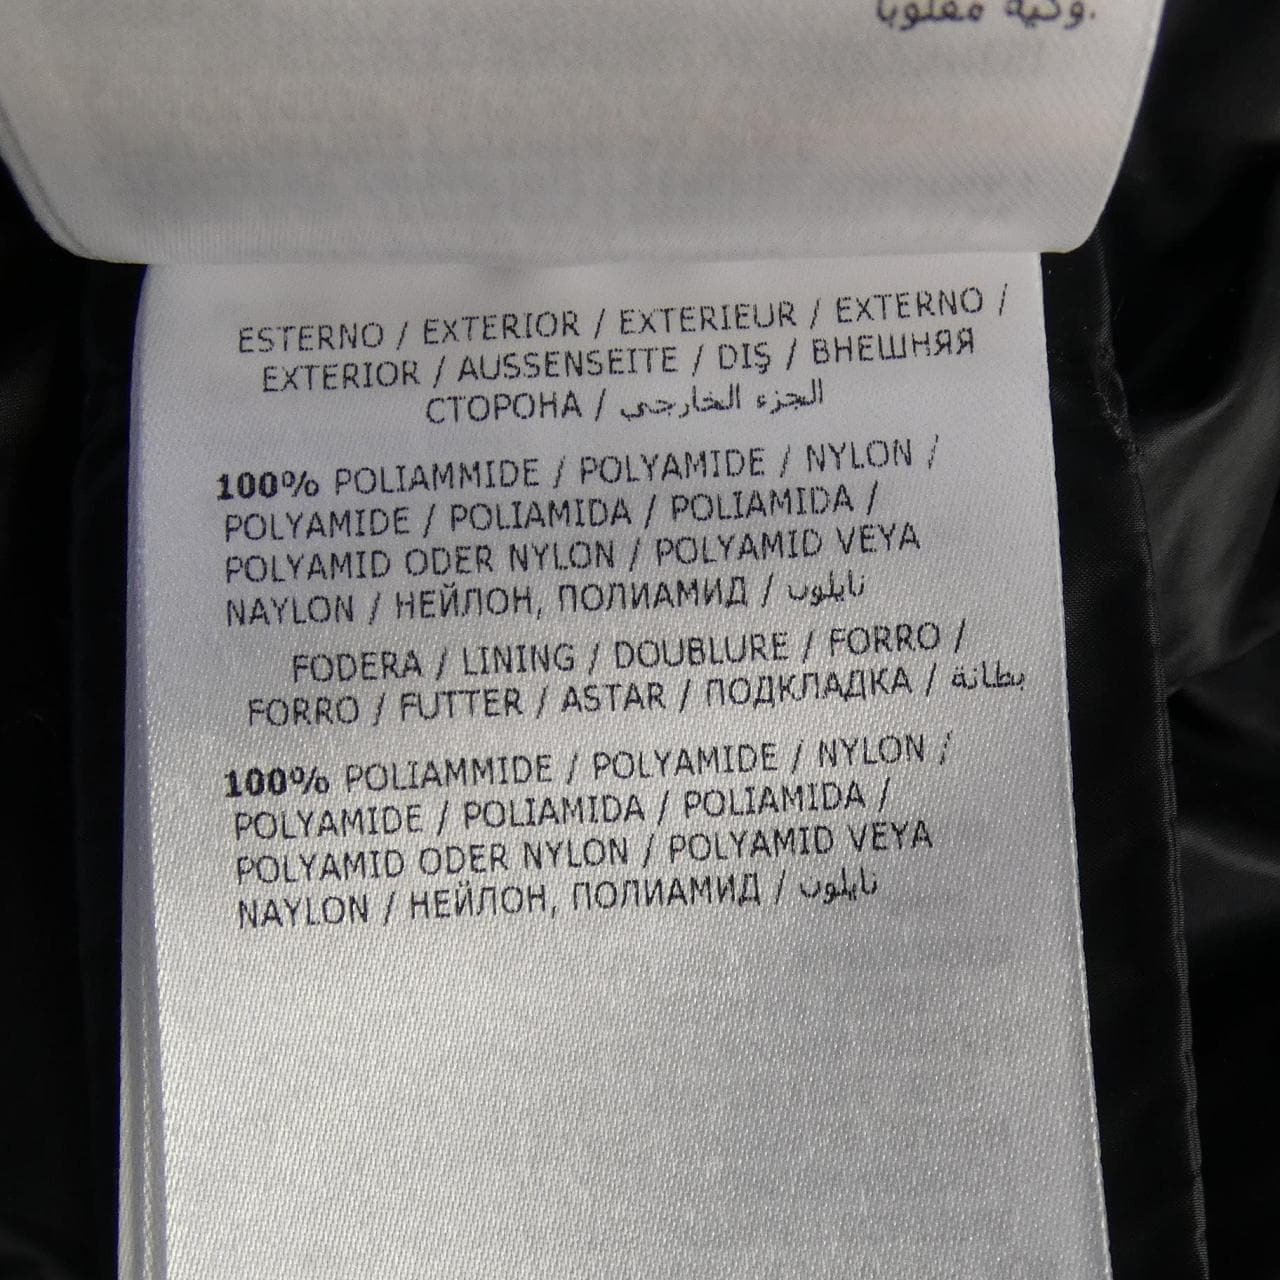 وكية مقلوبا.
ESTERNO / EXTERIOR / EXTERIEUR / EXTERNO /
EXTERIOR / AUSSENSEITE / DIŞ / ВНЕШНЯЯ
СТОРОНА / الجزء الخارجي
100% POLIAMMIDE / POLYAMIDE / NYLON /
POLYAMIDE / POLIAMIDA / POLIAMIDA /
POLYAMID ODER NYLON / POLYAMID VEYA
NAYLON / НЕЙЛОН, ПОЛИАМИД / نايلون
FODERA / LINING / DOUBLURE / FORRO /
FORRO / FUTTER / ASTAR / ПОДКЛАДКА / بطانة
100% POLIAMMIDE / POLYAMIDE / NYLON /
POLYAMIDE / POLIAMIDA / POLIAMIDA /
POLYAMID ODER NYLON / POLYAMID VEYA
NAYLON / НЕЙЛОН, ПОЛИАМИД / نايلون